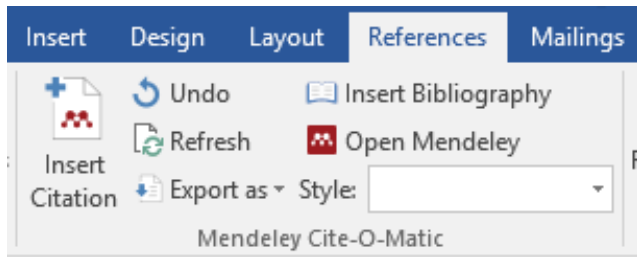 Insert Design Layout References Mailings
Undo Insert Bibliography
Refresh Open Mendeley
Insert
Citation
Export as Style:
Mendeley Cite-O-Matic